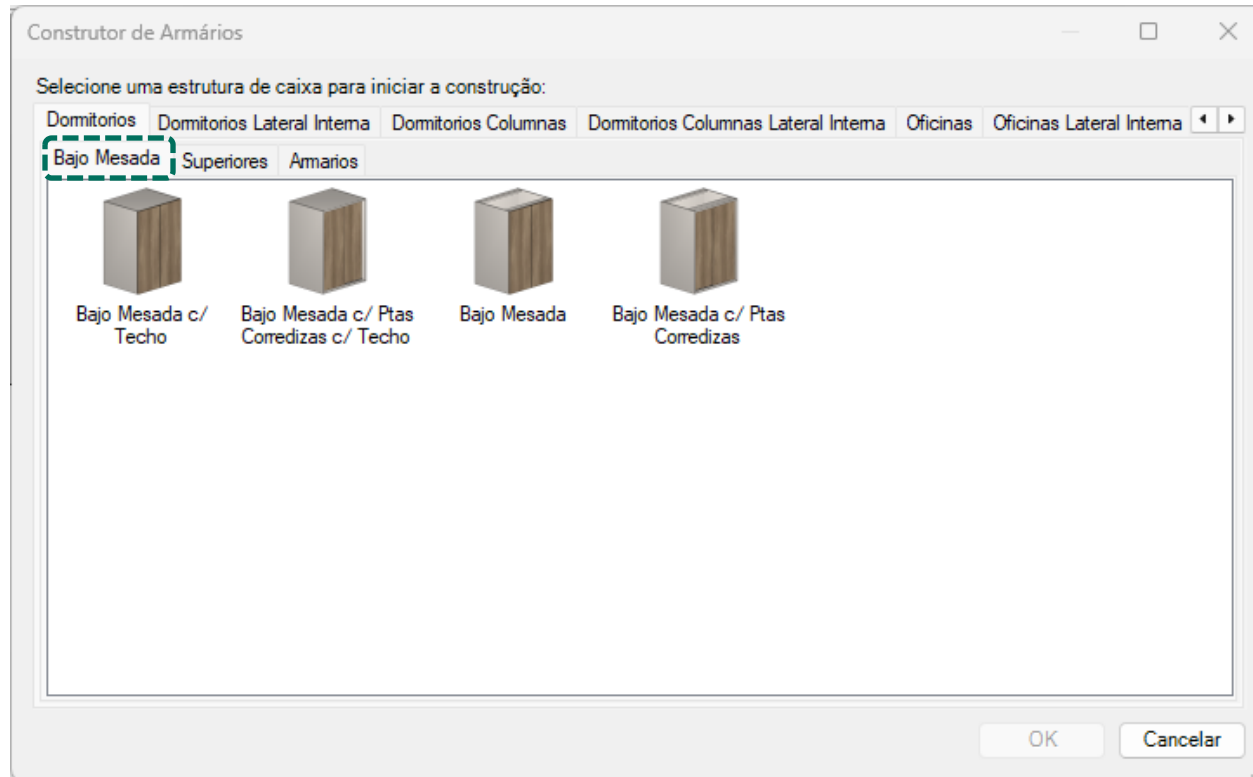 Construtor de Armários
Selecione uma estrutura de caixa para iniciar a construção:
Dormitorios Dormitorios Lateral Interna Dormitorios Columnas Dormitorios Columnas Lateral Interna Oficinas Oficinas Lateral Interna
Bajo Mesada Superiores Armarios
Bajo Mesada c/
Techo
Bajo Mesada c/ Ptas
Corredizas c/ Techo
Bajo Mesada
Bajo Mesada c/ Ptas
Corredizas
OK Cancelar